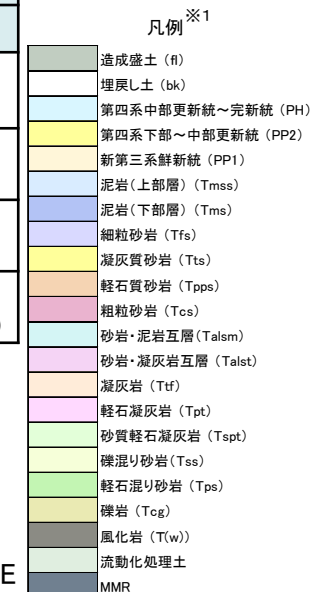 凡例※1
造成盛土 (fl)
埋戻し土 (bk)
第四系中部更新統～完新統 (PH)
第四系下部～中部更新統 (PP2)
新第三系鮮新統 (PP1)
泥岩(上部層) (Tmss)
泥岩(下部層) (Tms)
細粒砂岩 (Tfs)
凝灰質砂岩 (Tts)
軽石質砂岩 (Tpps)
粗粒砂岩 (Tcs)
砂岩・泥岩互層(Talsm)
砂岩・凝灰岩互層 (Talst)
凝灰岩 (Ttf)
軽石凝灰岩 (Tpt)
砂質軽石凝灰岩 (Tspt)
礫混り砂岩(Tss)
軽石混り砂岩 (Tps)
礫岩 (Tcg)
風化岩 (T(w))
流動化処理土
MMR
E